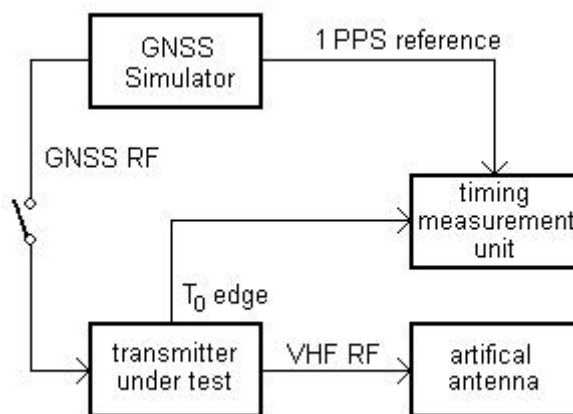 GNSS
Simulator
1 PPS reference
GNSS RF
timing
measurement
unit
T₀ edge
transmitter
under test
VHF RF
artifical
antenna